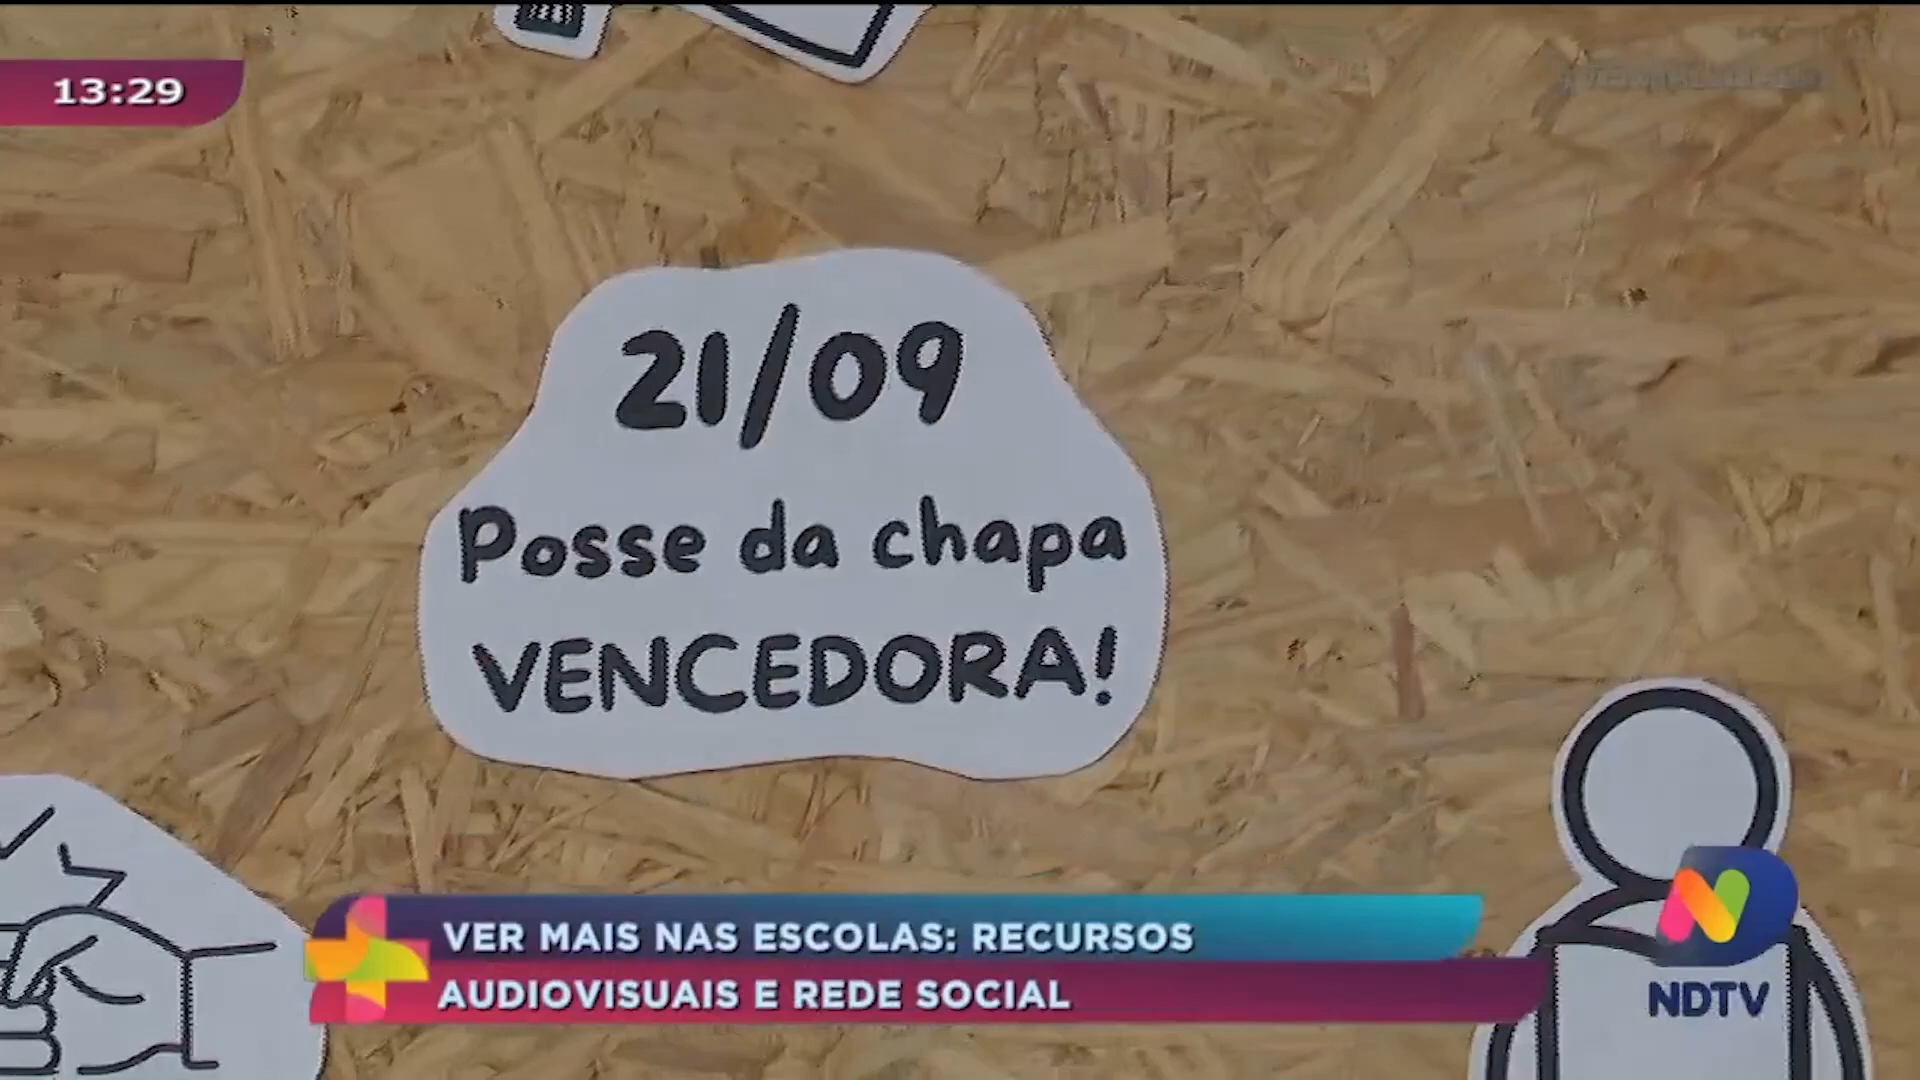 13:29
21/09
Posse da chapa
VENCEDORA!
VER MAIS NAS ESCOLAS: RECURSOS
AUDIOVISUAIS E REDE SOCIAL
NDTV